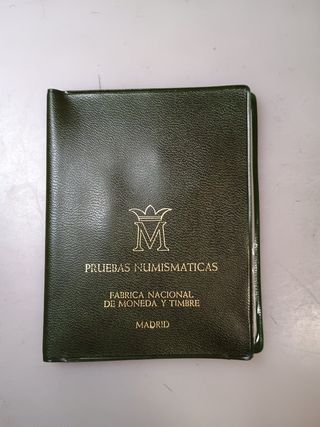 M
PRUEBAS NUMISMATICAS
FABRICA NACIONAL
DE MONEDA Y TIMBRE
MADRID